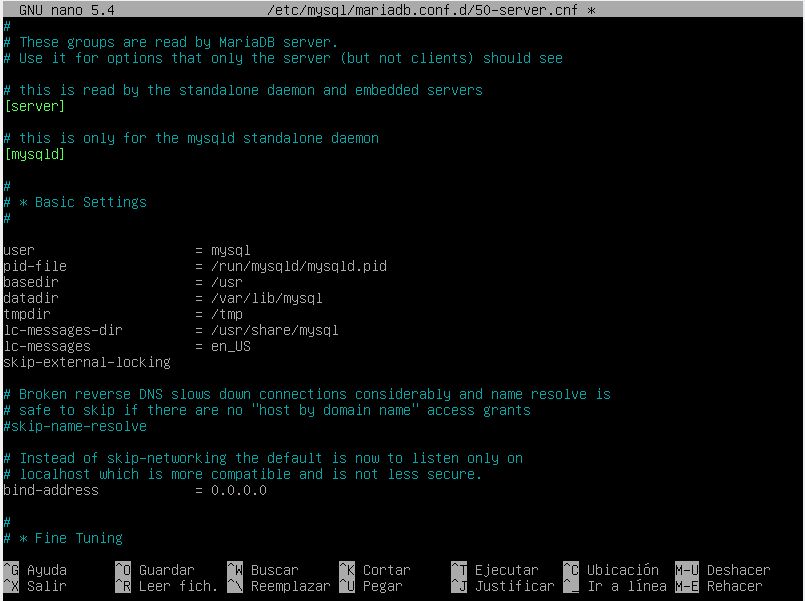 GNU nano 5.4 /etc/mysql/mariadb.conf.d/50-server.cnf *
#
# These groups are read by MariaDB server.
# Use it for options that only the server (but not clients) should see
# this is read by the standalone daemon and embedded servers
[server]
# this is only for the mysqld standalone daemon
[mysqld]
#
# * Basic Settings
#
user = mysql
pid-file = /run/mysqld/mysqld.pid
basedir = /usr
datadir = /var/lib/mysql
tmpdir = /tmp
lc-messages-dir = /usr/share/mysql
lc-messages = en_US
skip-external-locking
# Broken reverse DNS slows down connections considerably and name resolve is
# safe to skip if there are no "host by domain name" access grants
#skip-name-resolve
# Instead of skip-networking the default is now to listen only on
# localhost which is more compatible and is not less secure.
bind-address = 0.0.0.0
#
# * Fine Tuning
^G Ayuda ^O Guardar ^W Buscar ^K Cortar ^T Ejecutar ^C Ubicación M-U Deshacer
^X Salir ^R Leer fich. ^\ Reemplazar ^U Pegar ^J Justificar ^_ Ir a línea M-E Rehacer